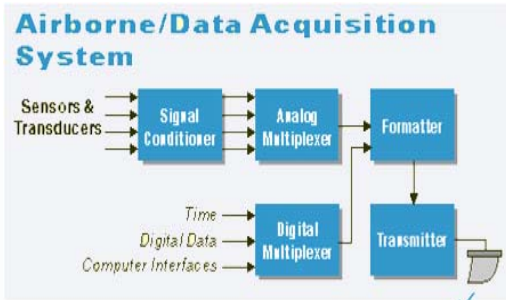 Airborne/Data Acquisition
System
Sensors &
Transducers
Signal
Conditioner
Analog
Multiplexer
Formatter
Time
Digital Data
Computer Interfaces
Digital
Multiplexer
Transmitter